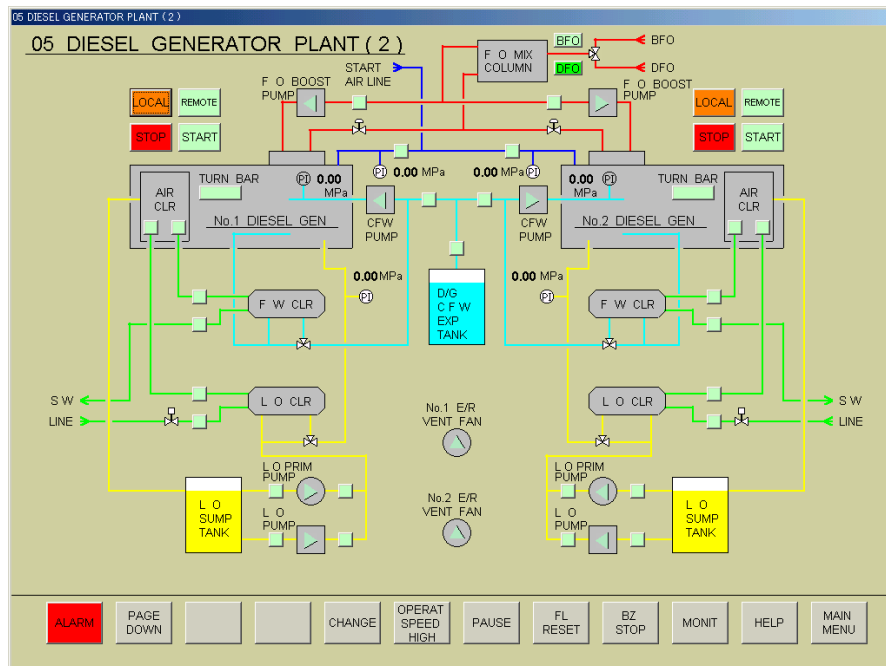 05 DIESEL GENERATOR PLANT ( 2 )
05 DIESEL GENERATOR PLANT ( 2 )
BFO
BFO
F O MIX
COLUMN
DFO
DFO
START
AIR LINE
F O BOOST
PUMP
F O BOOST
PUMP
LOCAL
REMOTE
STOP
START
LOCAL
REMOTE
STOP
START
TURN BAR
PI
0.00
MPa
PI
0.00 MPa
0.00 MPa
PI
0.00
MPa
PI
TURN BAR
AIR
CLR
AIR
CLR
No.1 DIESEL GEN
CFW
PUMP
CFW
PUMP
No.2 DIESEL GEN
0.00 MPa
PI
0.00 MPa
PI
D/G
C F W
EXP
TANK
F W CLR
F W CLR
S W
LINE
S W
LINE
L O CLR
L O CLR
No.1 E/R
VENT FAN
L O PRIM
PUMP
L O PRIM
PUMP
L O
SUMP
TANK
L O
PUMP
No.2 E/R
VENT FAN
L O
PUMP
L O
SUMP
TANK
ALARM
PAGE
DOWN
CHANGE
OPERAT
SPEED
HIGH
PAUSE
FL
RESET
BZ
STOP
MONIT
HELP
MAIN
MENU